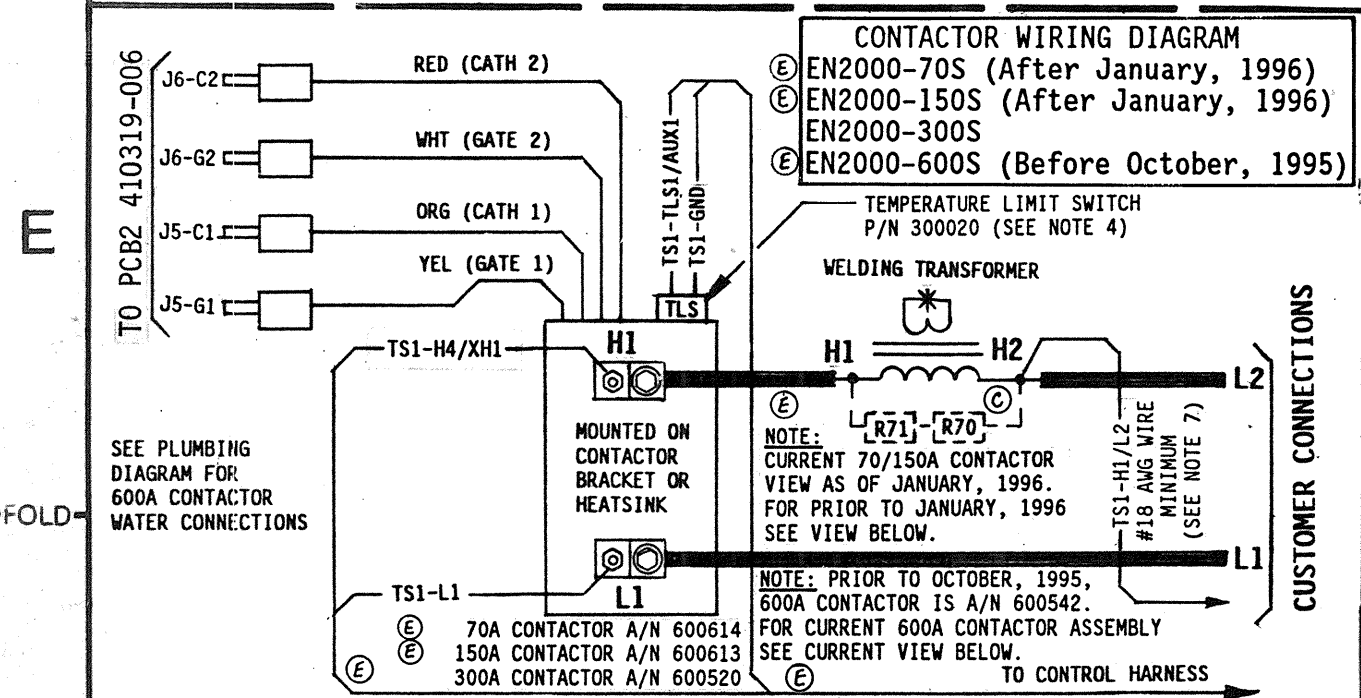 CONTACTOR WIRING DIAGRAM
Ⓔ EN2000-70S (After January, 1996)
Ⓔ EN2000-150S (After January, 1996)
EN2000-300S
Ⓔ EN2000-600S (Before October, 1995)
TO PCB2 410319-006
J6-C2
RED (CATH 2)
J6-G2
WHT (GATE 2)
J5-C1
ORG (CATH 1)
J5-G1
YEL (GATE 1)
TS1-TLS1/AUX1
TS1-GND
TLS
TEMPERATURE LIMIT SWITCH
P/N 300020 (SEE NOTE 4)
WELDING TRANSFORMER
E
TS1-H4/XH1
H1
H1
H2
L2
Ⓔ
Ⓒ
R71
R70
SEE PLUMBING
DIAGRAM FOR
600A CONTACTOR
WATER CONNECTIONS
FOLD
MOUNTED ON
CONTACTOR
BRACKET OR
HEATSINK
NOTE:
CURRENT 70/150A CONTACTOR
VIEW AS OF JANUARY, 1996.
FOR PRIOR TO JANUARY, 1996
SEE VIEW BELOW.
TS1-H1/L2
#18 AWG WIRE
MINIMUM
(SEE NOTE 7)
CUSTOMER CONNECTIONS
L1
TS1-L1
L1
NOTE: PRIOR TO OCTOBER, 1995,
600A CONTACTOR IS A/N 600542.
FOR CURRENT 600A CONTACTOR ASSEMBLY
SEE CURRENT VIEW BELOW.
Ⓔ 70A CONTACTOR A/N 600614
Ⓔ 150A CONTACTOR A/N 600613
Ⓔ 300A CONTACTOR A/N 600520
Ⓔ
TO CONTROL HARNESS